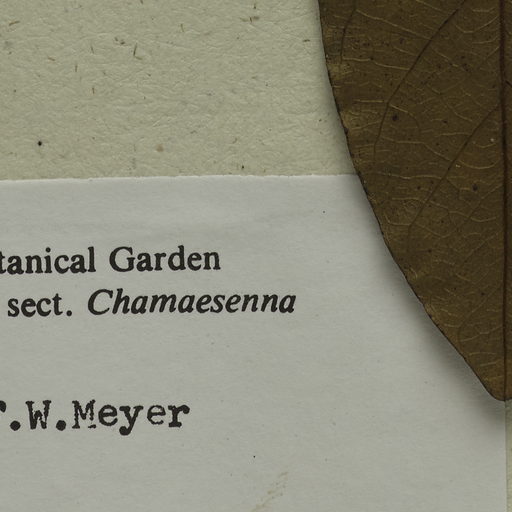 tanical Garden
sect. Chamaesenna
.W.Meyer